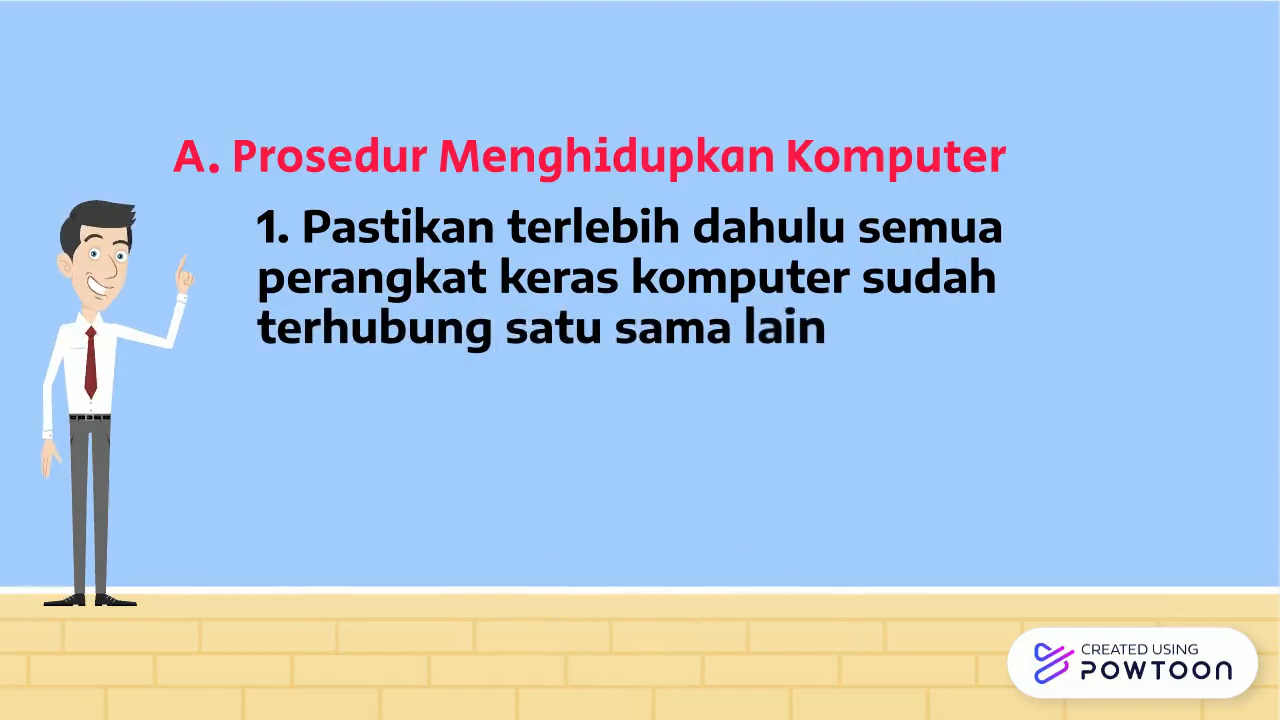 A. Prosedur Menghidupkan Komputer
1. Pastikan terlebih dahulu semua
perangkat keras komputer sudah
terhubung satu sama lain
CREATED USING
POWTOON